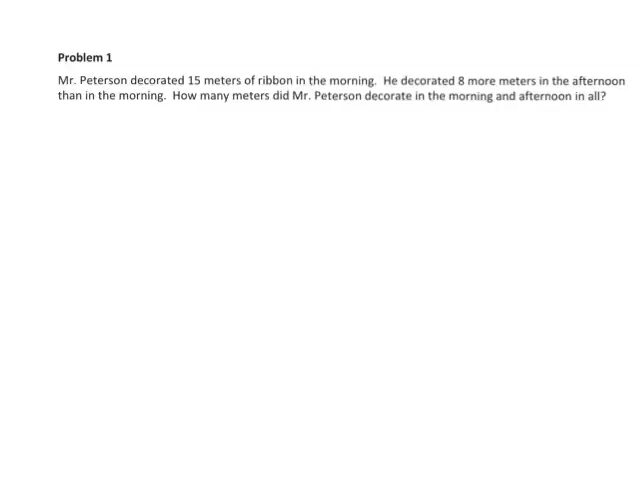 Problem 1
Mr. Peterson decorated 15 meters of ribbon in the morning.  He decorated 8 more meters in the afternoon
than in the morning.  How many meters did Mr. Peterson decorate in the morning and afternoon in all?